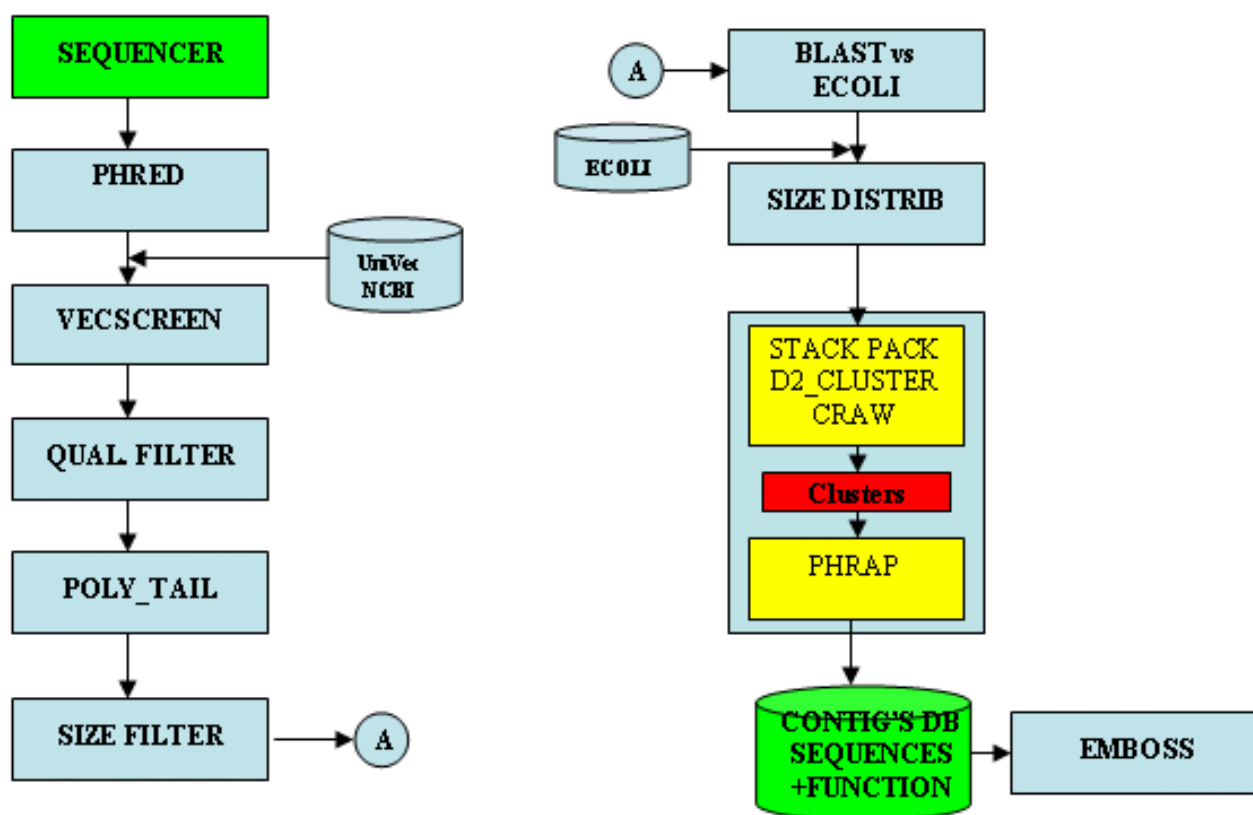 SEQUENCER
PHRED
UniVec
NCBI
VECSCREEN
QUAL. FILTER
POLY_TAIL
SIZE FILTER
A
A
BLAST vs
ECOLI
ECOLI
SIZE DISTRIB
STACK PACK
D2_CLUSTER
CRAW
Clusters
PHRAP
CONTIG'S DB
SEQUENCES
+FUNCTION
EMBOSS